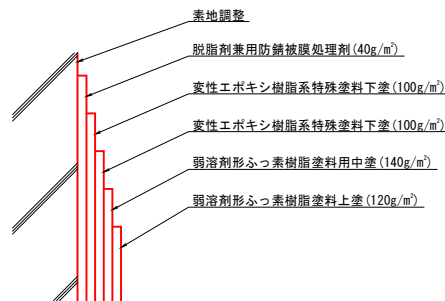 素地調整
脱脂剤兼用防錆被膜処理剤(40g/㎡)
変性エポキシ樹脂系特殊塗料下塗(100g/㎡)
変性エポキシ樹脂系特殊塗料下塗(100g/㎡)
弱溶剤形ふっ素樹脂塗料用中塗(140g/㎡)
弱溶剤形ふっ素樹脂塗料上塗(120g/㎡)